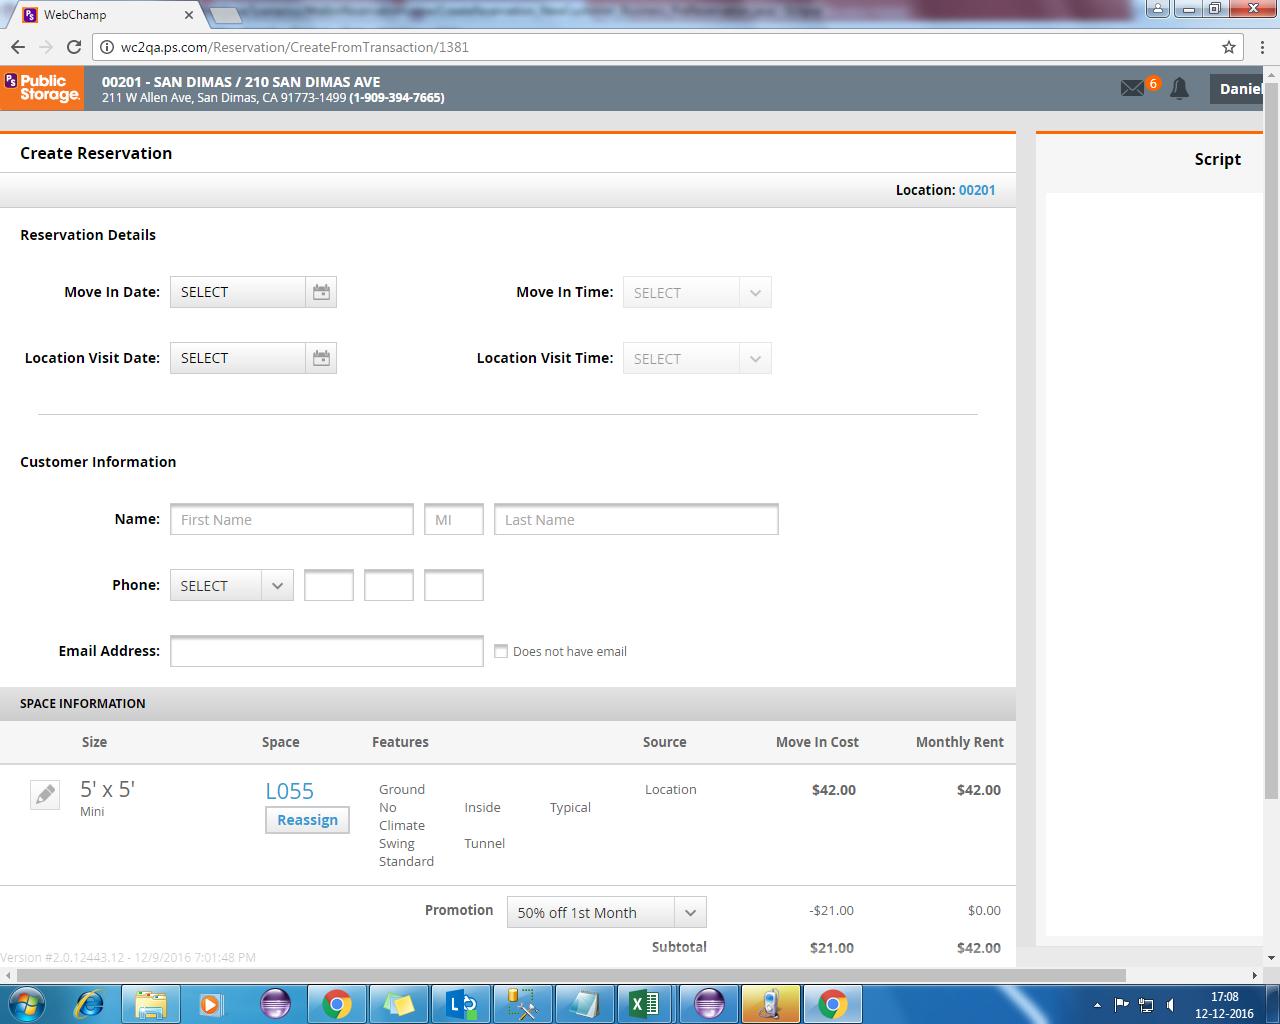 WebChamp
wc2qa.ps.com/Reservation/CreateFromTransaction/1381
PS Public Storage.
00201 - SAN DIMAS / 210 SAN DIMAS AVE
211 W Allen Ave, San Dimas, CA 91773-1499 (1-909-394-7665)
6
Daniel
Create Reservation
Script
Location: 00201
Reservation Details
Move In Date: SELECT
Move In Time: SELECT
Location Visit Date: SELECT
Location Visit Time: SELECT
Customer Information
Name: First Name MI Last Name
Phone: SELECT
Email Address: Does not have email
SPACE INFORMATION
Size Space Features Source Move In Cost Monthly Rent
5' x 5' L055 Ground Location $42.00 $42.00
Mini Reassign No Inside Typical
Climate
Swing Tunnel
Standard
Promotion 50% off 1st Month -$21.00 $0.00
Subtotal $21.00 $42.00
Version #2.0.12443.12 - 12/9/2016 7:01:48 PM
17:08
12-12-2016